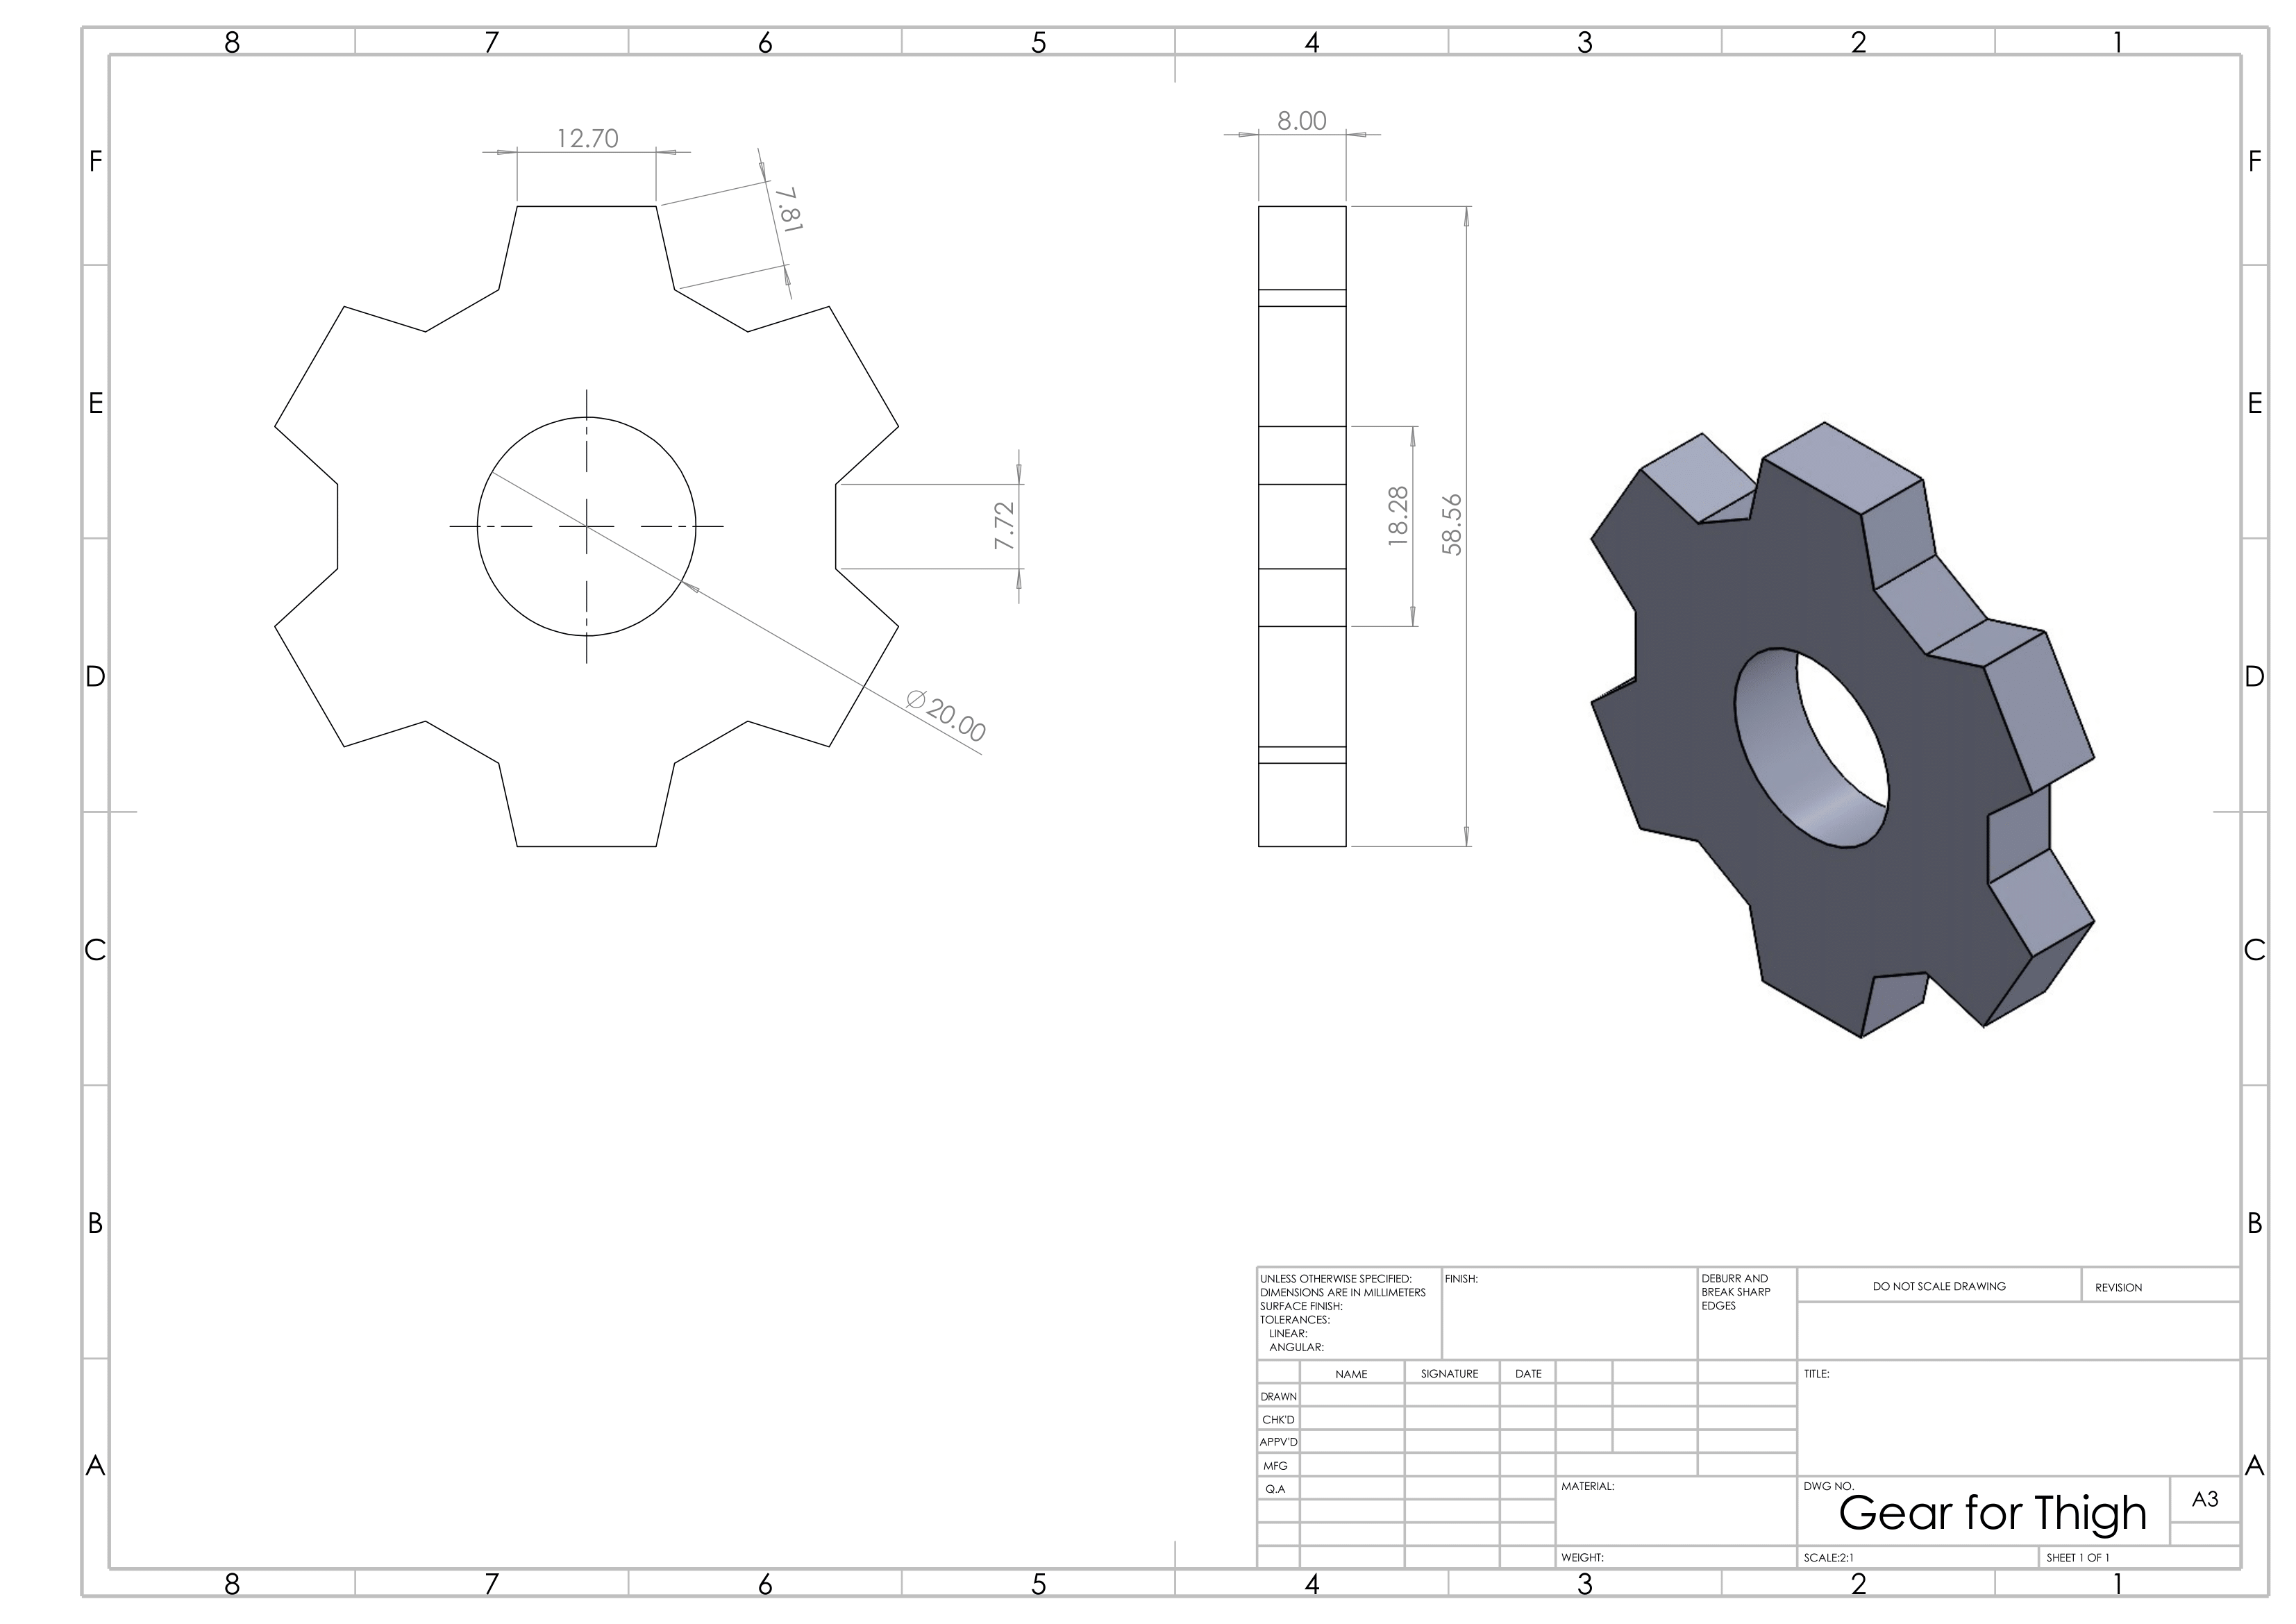 8 7 6 5 4 3 2 1
F F
E E
D D
C C
B B
A A
12.70
7.81
7.72
⌀20.00
8.00
18.28
58.56
UNLESS OTHERWISE SPECIFIED:
DIMENSIONS ARE IN MILLIMETERS
SURFACE FINISH:
TOLERANCES:
LINEAR:
ANGULAR:
FINISH:
DEBURR AND
BREAK SHARP
EDGES
DO NOT SCALE DRAWING
REVISION
NAME SIGNATURE DATE
DRAWN
CHK'D
APPV'D
MFG
Q.A
TITLE:
MATERIAL:
DWG NO.
Gear for Thigh
A3
WEIGHT:
SCALE:2:1
SHEET 1 OF 1
8 7 6 5 4 3 2 1